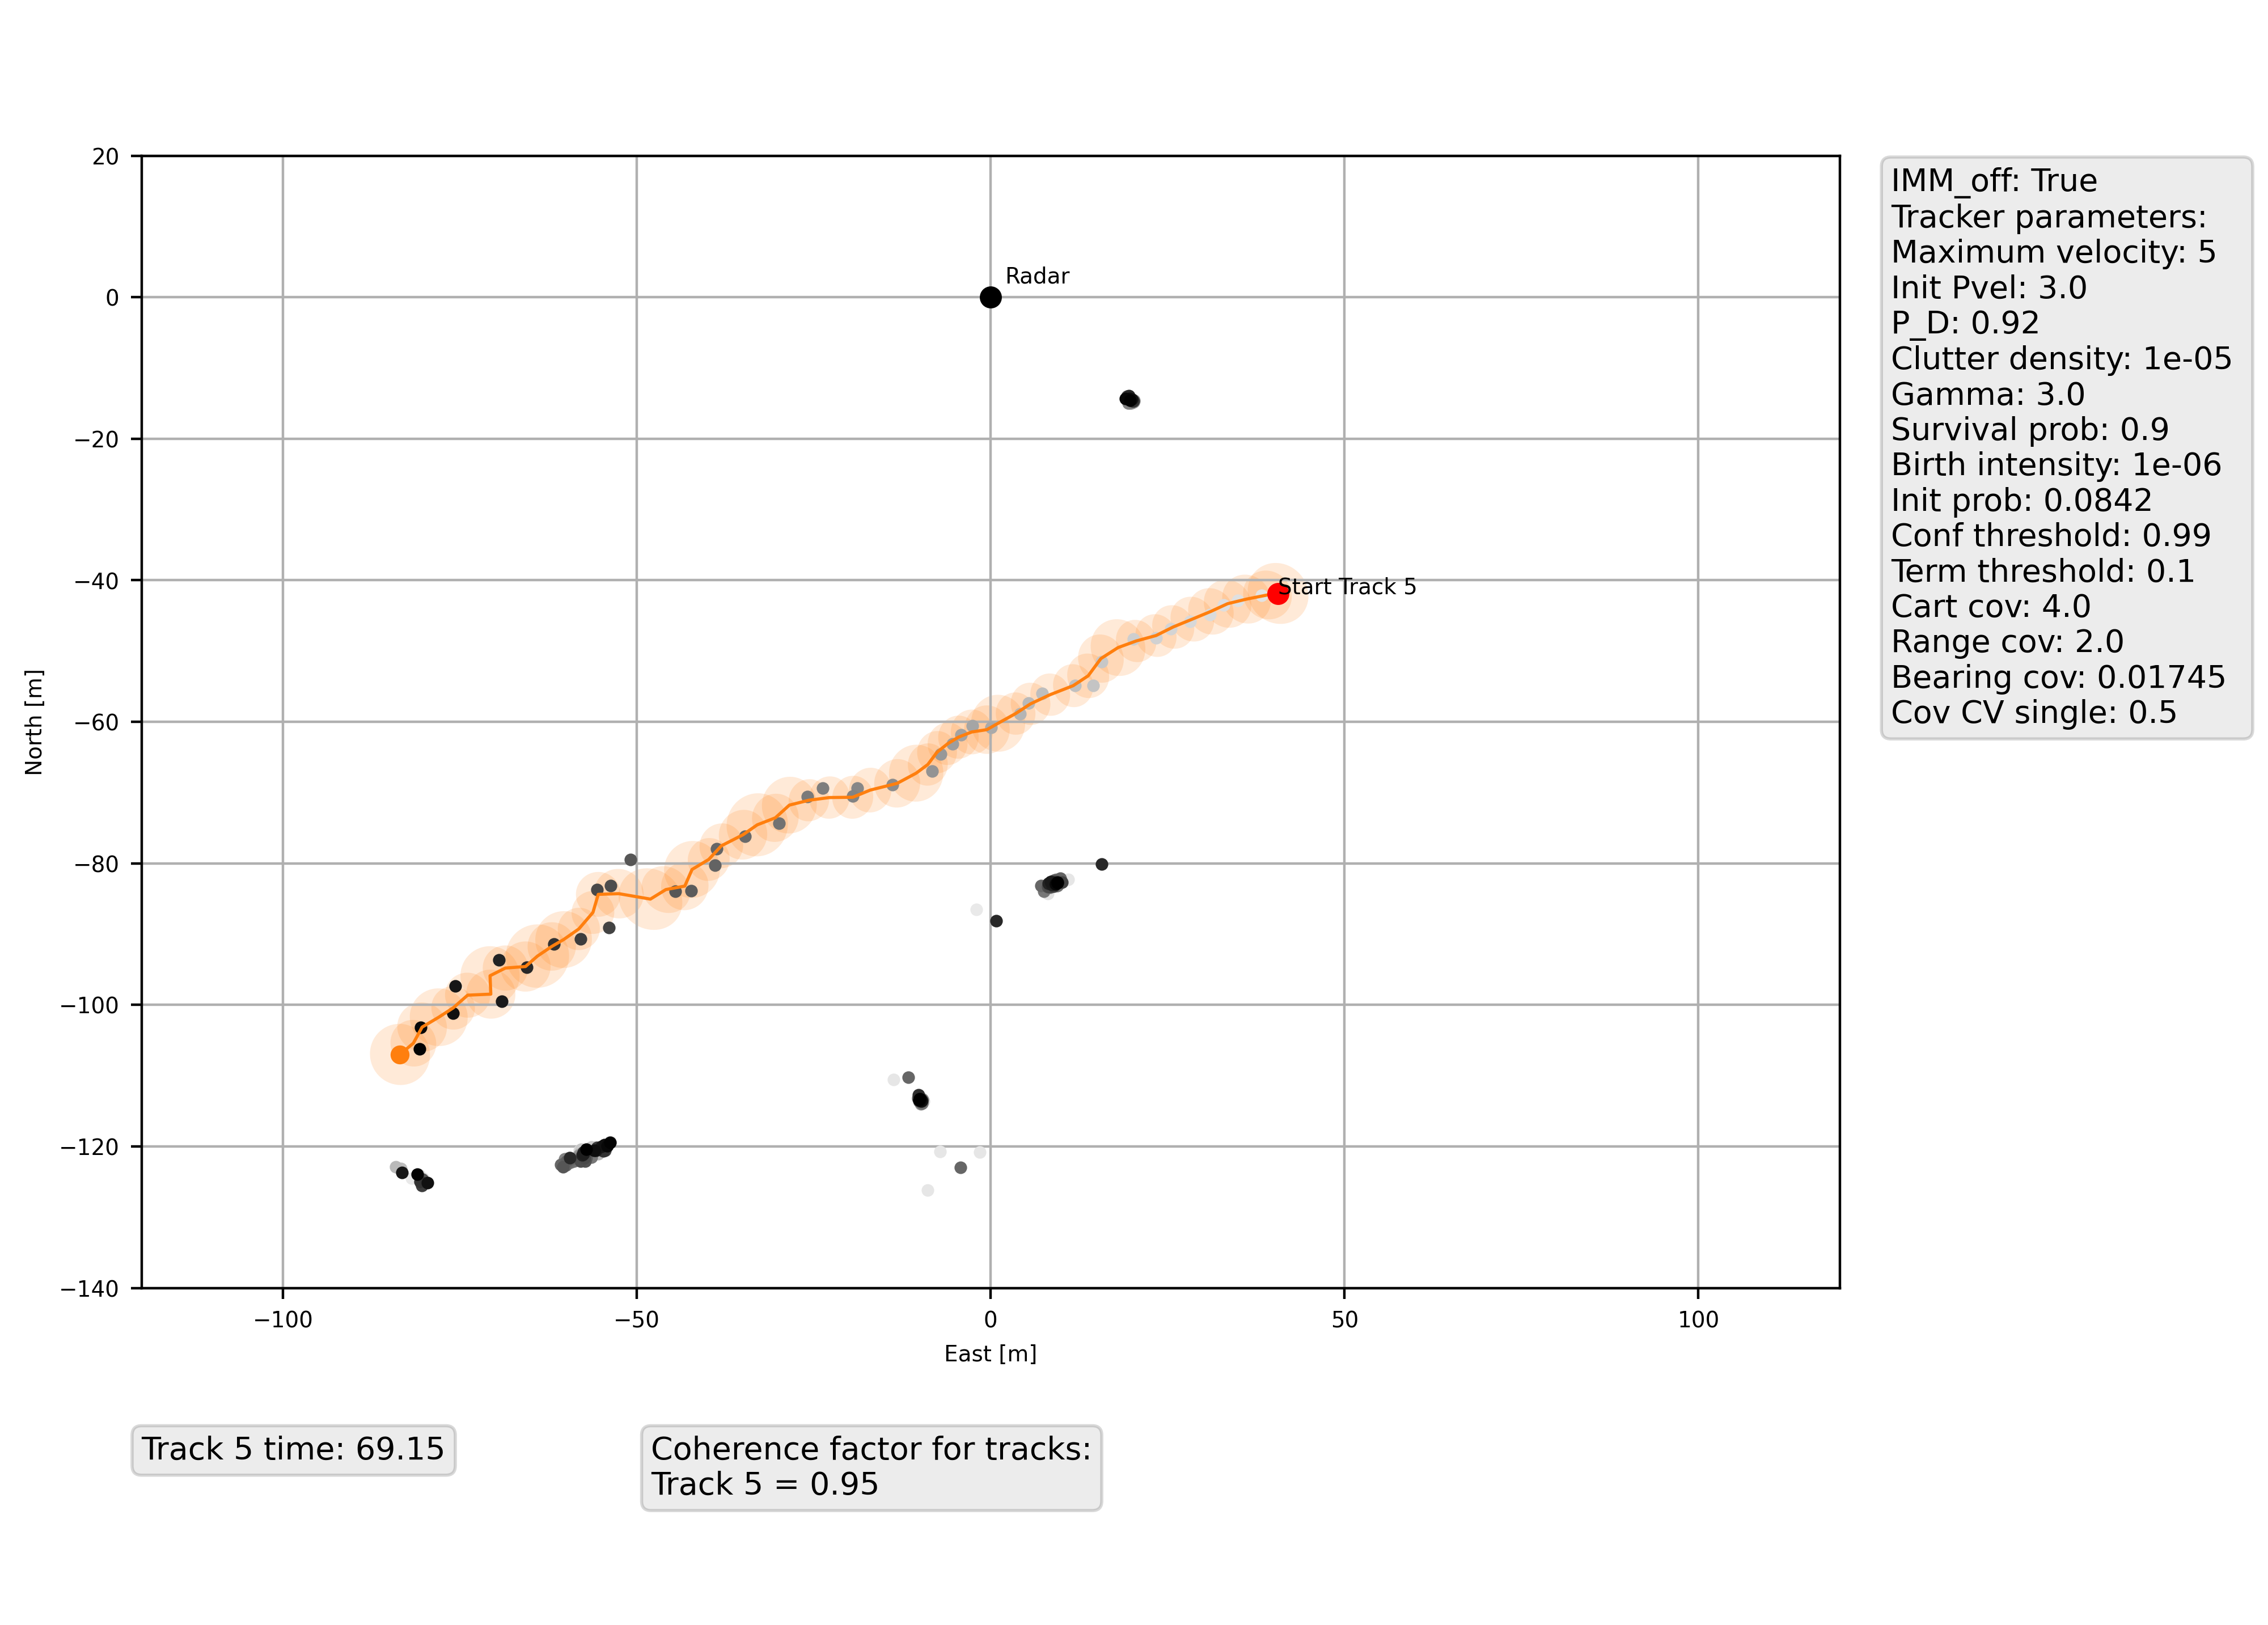 20
0
−20
−40
−60
−80
−100
−120
−140
North [m]
Radar
Start Track 5
−100
−50
0
50
100
East [m]
IMM_off: True
Tracker parameters:
Maximum velocity: 5
Init Pvel: 3.0
P_D: 0.92
Clutter density: 1e-05
Gamma: 3.0
Survival prob: 0.9
Birth intensity: 1e-06
Init prob: 0.0842
Conf threshold: 0.99
Term threshold: 0.1
Cart cov: 4.0
Range cov: 2.0
Bearing cov: 0.01745
Cov CV single: 0.5
Track 5 time: 69.15
Coherence factor for tracks:
Track 5 = 0.95